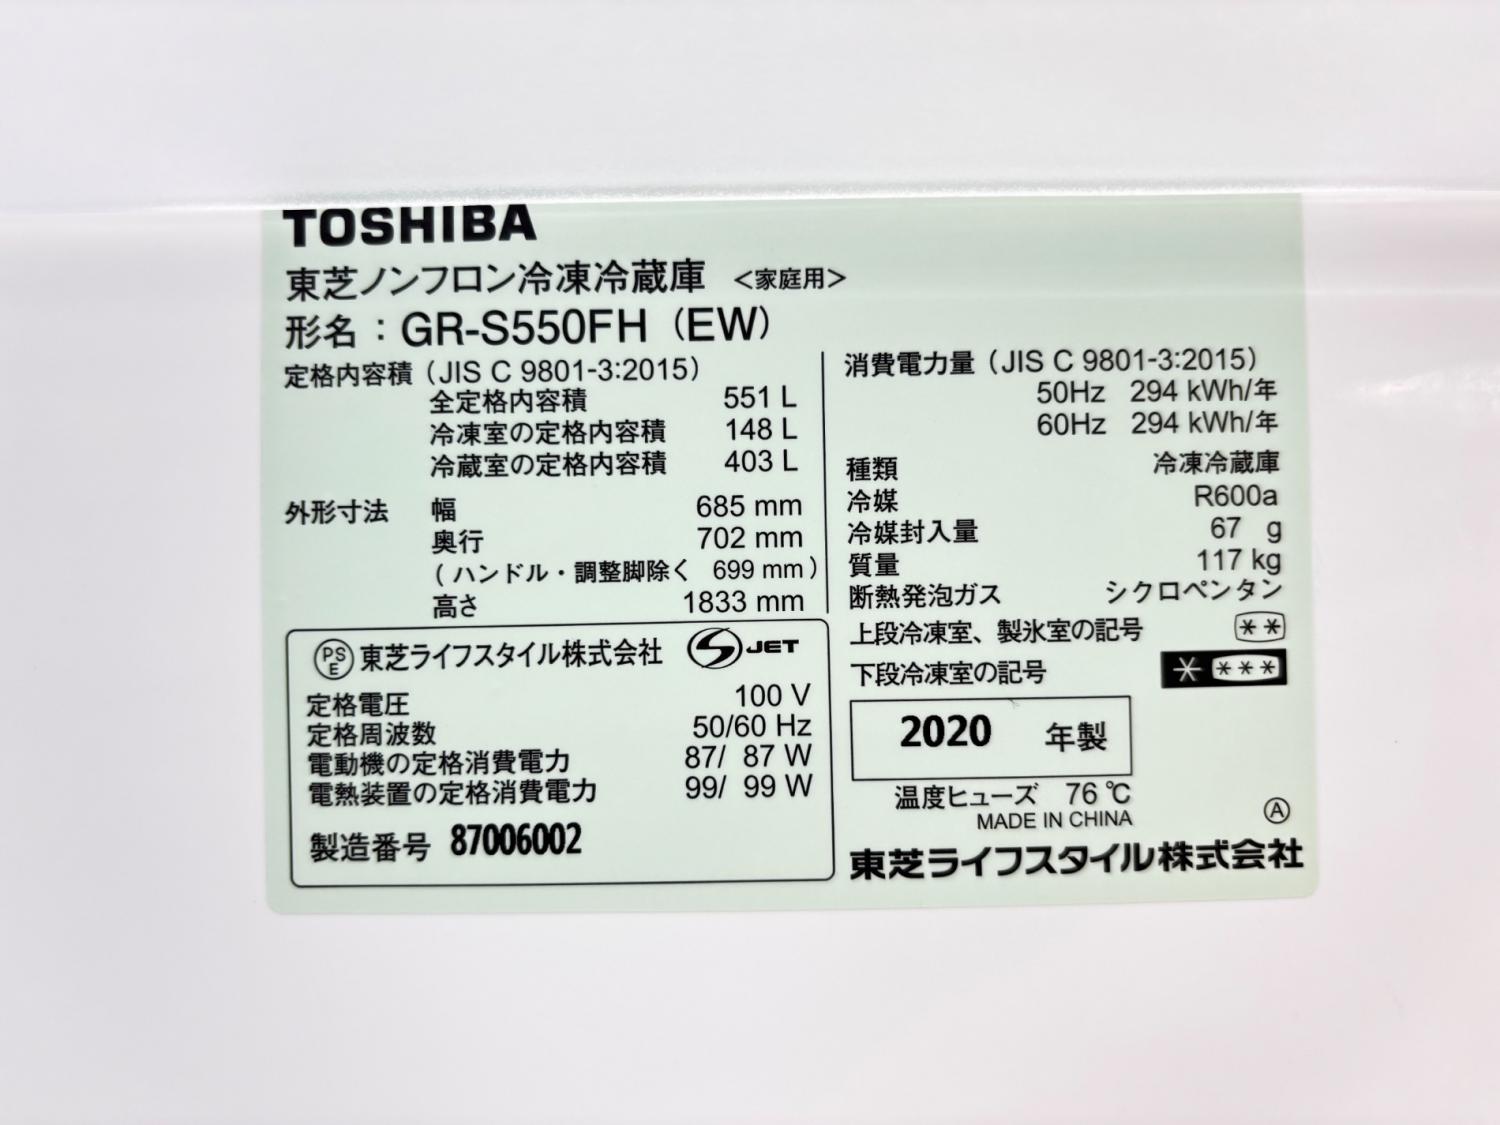 TOSHIBA
東芝ノンフロン冷凍冷蔵庫 <家庭用>
形名：GR-S550FH (EW)
定格内容積 (JIS C 9801-3:2015)
全定格内容積 551 L
冷凍室の定格内容積 148 L
冷蔵室の定格内容積 403 L
外形寸法 幅 685 mm
奥行 702 mm
(ハンドル・調整脚除く 699 mm)
高さ 1833 mm
PSE 東芝ライフスタイル株式会社 S JET
定格電圧 100 V
定格周波数 50/60 Hz
電動機の定格消費電力 87/ 87 W
電熱装置の定格消費電力 99/ 99 W
製造番号 87006002
消費電力量 (JIS C 9801-3:2015)
50Hz 294 kWh/年
60Hz 294 kWh/年
種類 冷凍冷蔵庫
冷媒 R600a
冷媒封入量 67 g
質量 117 kg
断熱発泡ガス シクロペンタン
上段冷凍室、製氷室の記号 **
下段冷凍室の記号 * ***
2020 年製
温度ヒューズ 76 ℃
MADE IN CHINA
Ⓐ
東芝ライフスタイル株式会社